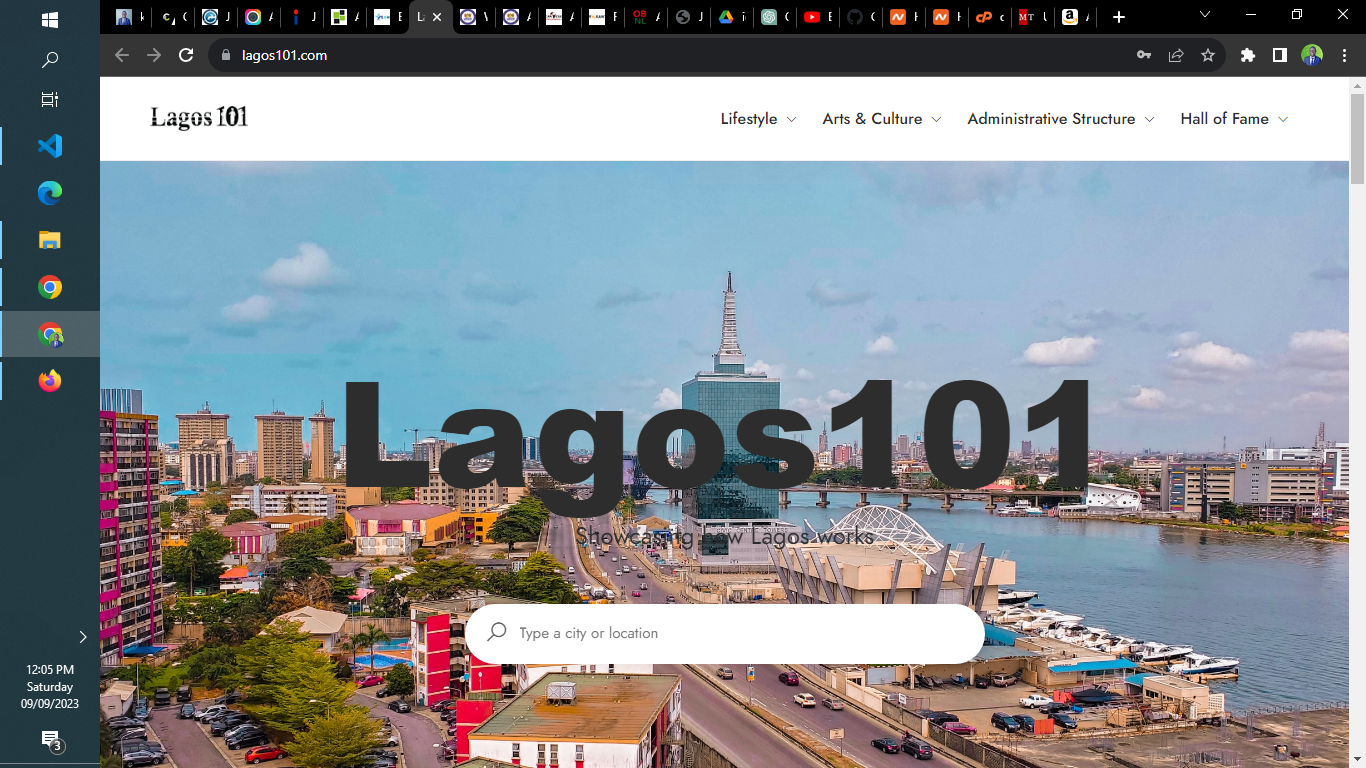 lagos101.com
Lagos 101
Lifestyle
Arts & Culture
Administrative Structure
Hall of Fame
Lagos101
Showcasing how Lagos works
Type a city or location
12:05 PM
Saturday
09/09/2023
3